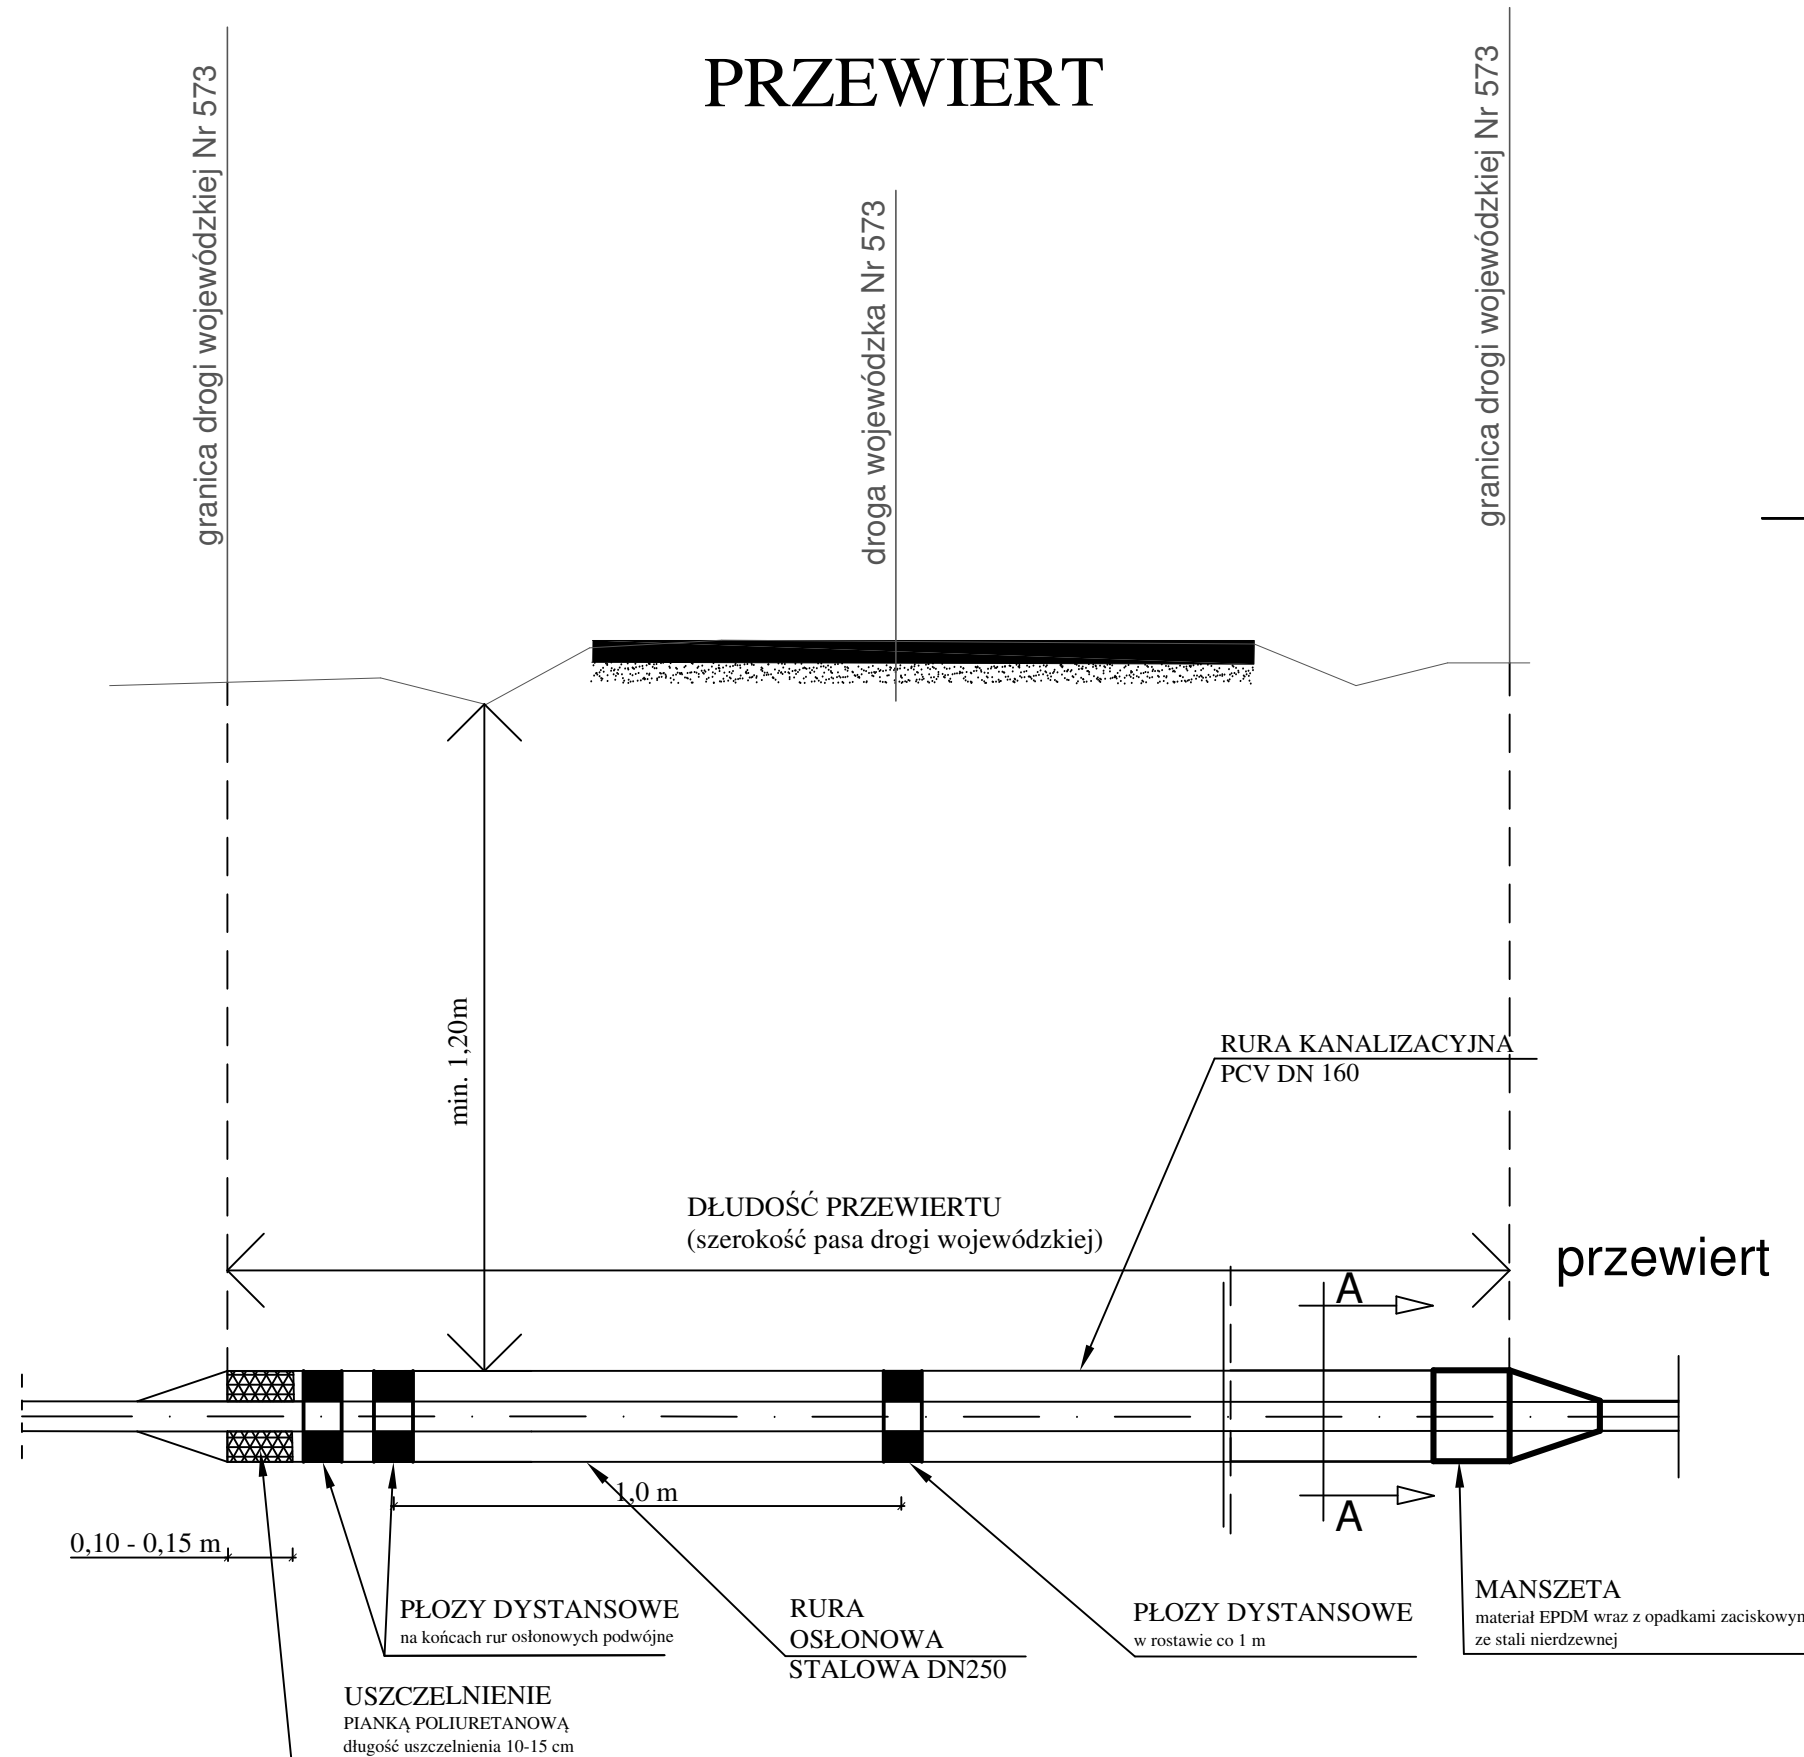 PRZEWIERT
granica drogi wojewódzkiej Nr 573
droga wojewódzka Nr 573
granica drogi wojewódzkiej Nr 573
min. 1,20m
RURA KANALIZACYJNA
PCV DN 160
DŁUDOŚĆ PRZEWIERTU
(szerokość pasa drogi wojewódzkiej)
przewiert
A
A
1,0 m
0,10 - 0,15 m
PŁOZY DYSTANSOWE
na końcach rur osłonowych podwójne
RURA
OSŁONOWA
STALOWA DN250
PŁOZY DYSTANSOWE
w rostawie co 1 m
MANSZETA
materiał EPDM wraz z opadkami zaciskowym
ze stali nierdzewnej
USZCZELNIENIE
PIANKĄ POLIURETANOWĄ
długość uszczelnienia 10-15 cm